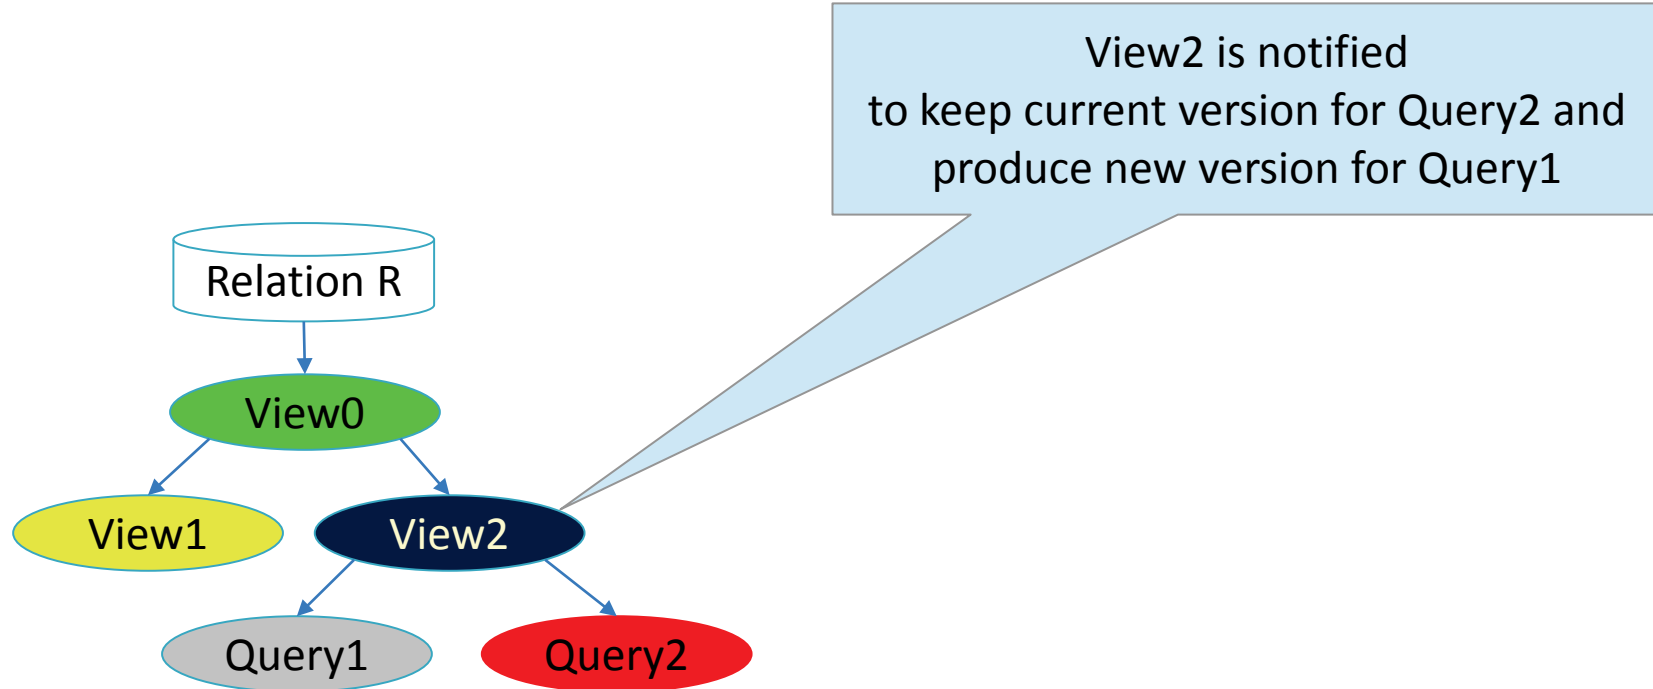 View2 is notified
to keep current version for Query2 and
produce new version for Query1
Relation R
View0
View1
View2
Query1
Query2